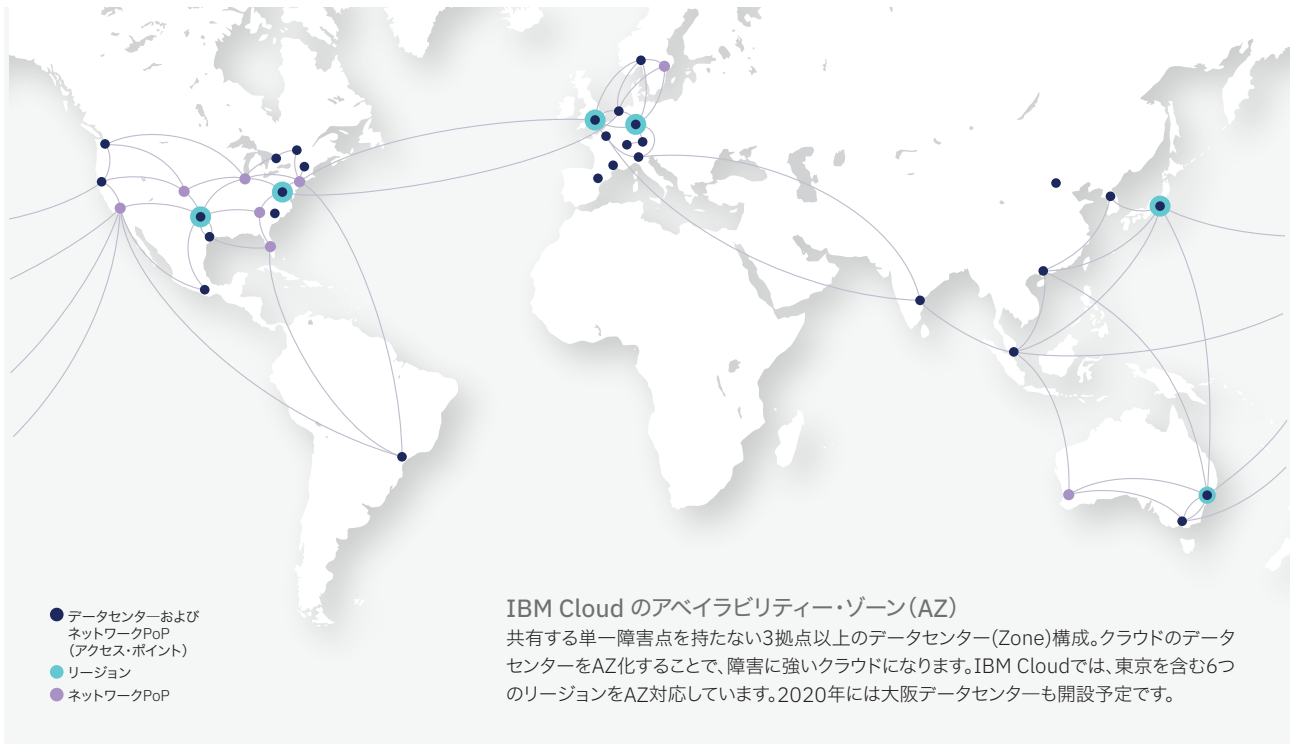 データセンターおよび
ネットワークPoP
（アクセス・ポイント）
リージョン
ネットワークPoP
IBM Cloud のアベイラビリティー・ゾーン（AZ）
共有する単一障害点を持たない3拠点以上のデータセンター(Zone)構成。クラウドのデータ
センターをAZ化することで、障害に強いクラウドになります。IBM Cloudでは、東京を含む6つ
のリージョンをAZ対応しています。2020年には大阪データセンターも開設予定です。